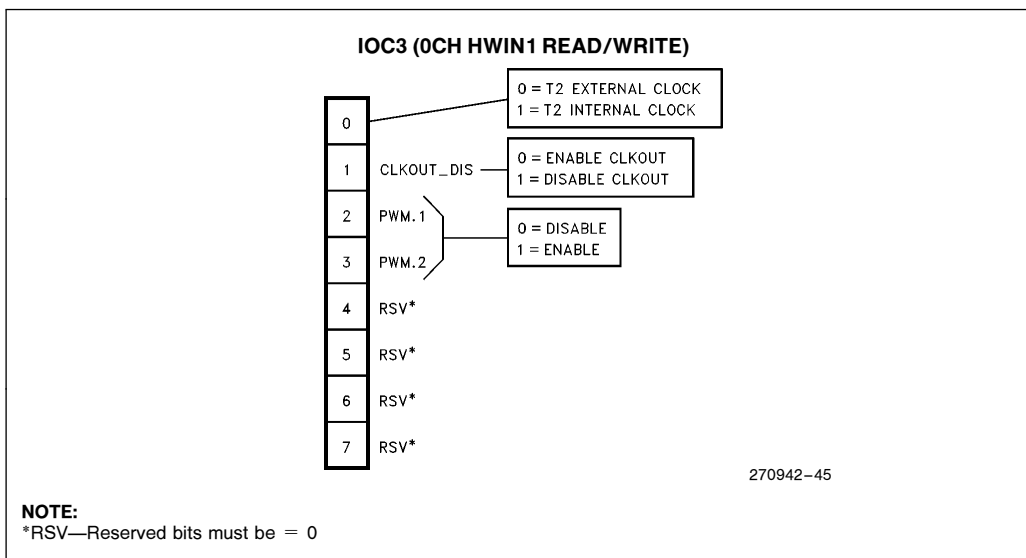 IOC3 (0CH HWIN1 READ/WRITE)
0 = T2 EXTERNAL CLOCK
1 = T2 INTERNAL CLOCK
0
1 CLKOUT_DIS
0 = ENABLE CLKOUT
1 = DISABLE CLKOUT
2 PWM.1
0 = DISABLE
1 = ENABLE
3 PWM.2
4 RSV*
5 RSV*
6 RSV*
7 RSV*
270942–45
NOTE:
*RSV—Reserved bits must be = 0